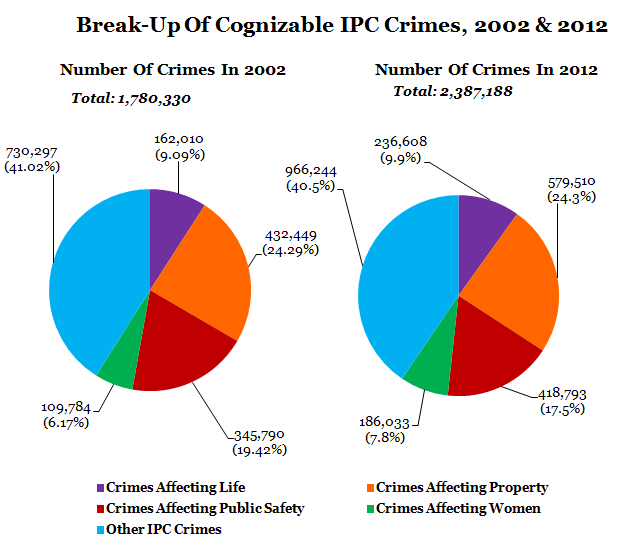 Break-Up Of Cognizable IPC Crimes, 2002 & 2012
Number Of Crimes In 2002
Total: 1,780,330
730,297
(41.02%)
162,010
(9.09%)
432,449
(24.29%)
109,784
(6.17%)
345,790
(19.42%)
Number Of Crimes In 2012
Total: 2,387,188
236,608
(9.9%)
966,244
(40.5%)
579,510
(24.3%)
186,033
(7.8%)
418,793
(17.5%)
Crimes Affecting Life
Crimes Affecting Property
Crimes Affecting Public Safety
Crimes Affecting Women
Other IPC Crimes